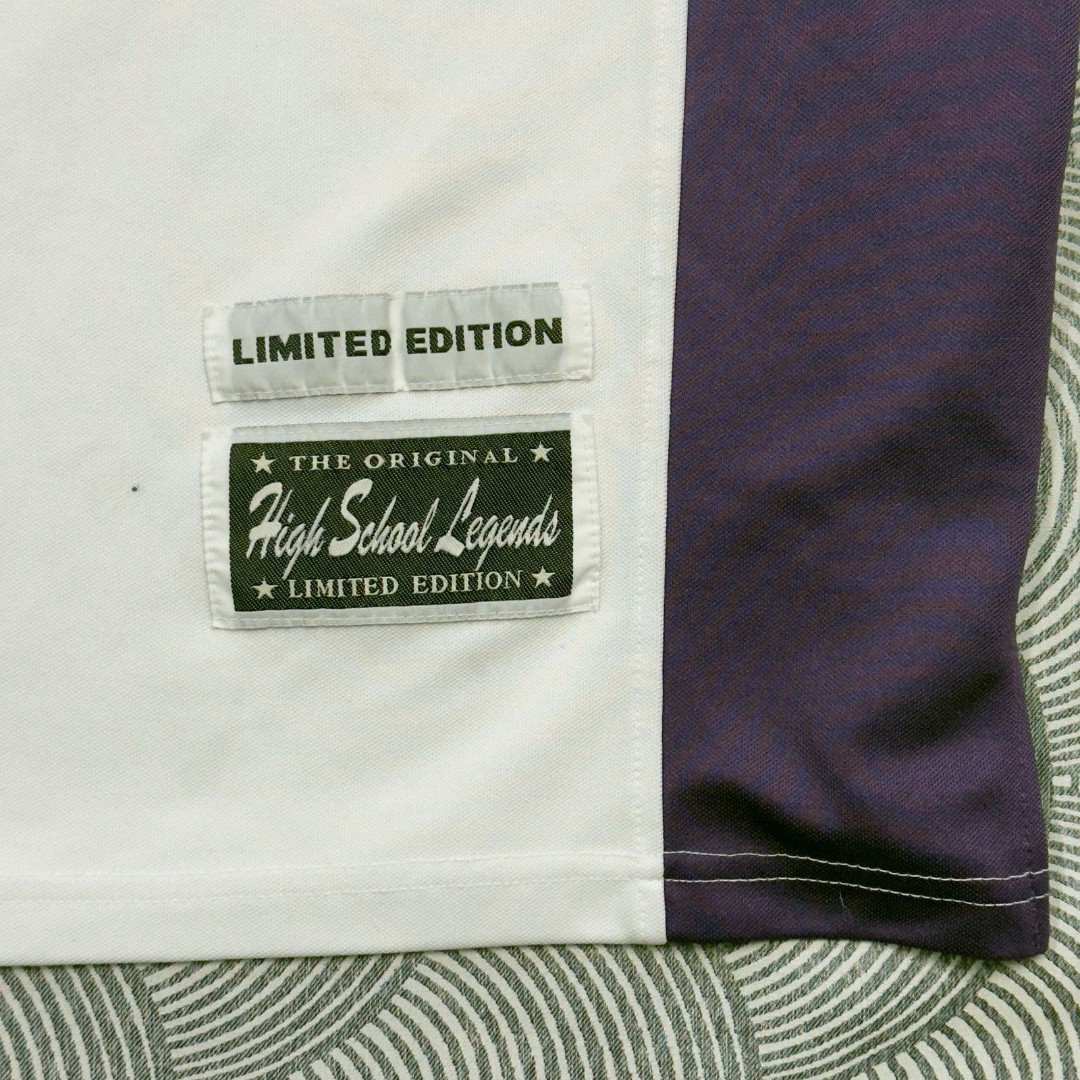 LIMITED EDITION
THE ORIGINAL
High School Legends
LIMITED EDITION